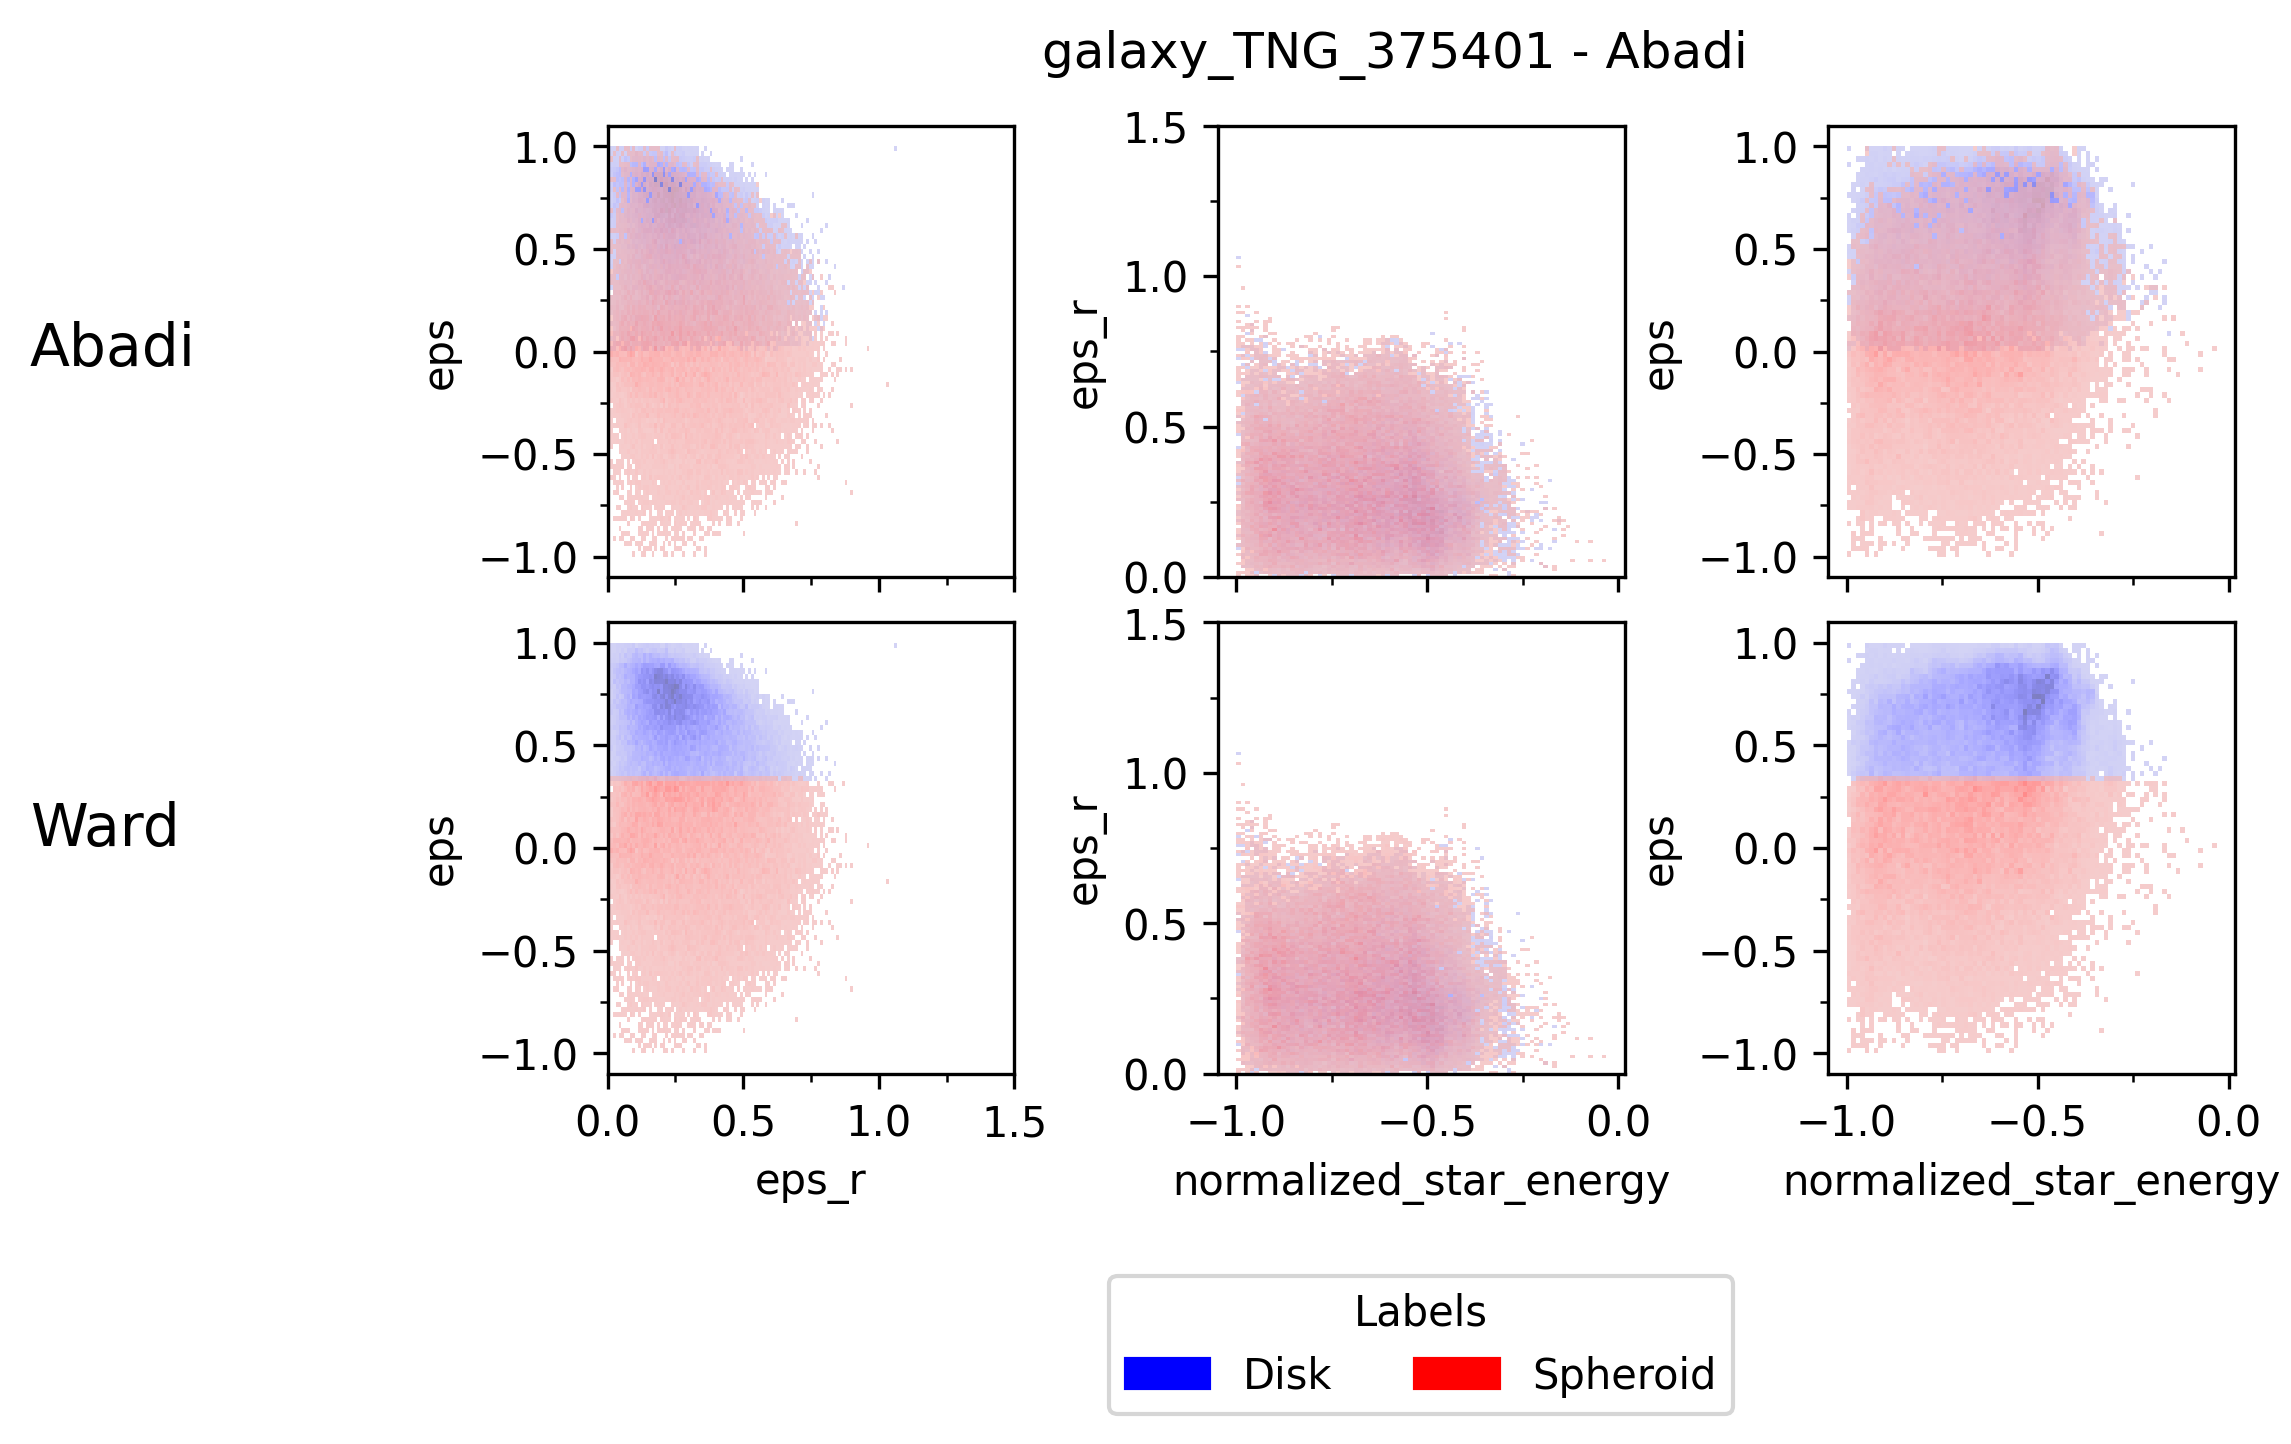 galaxy_TNG_375401 - Abadi
Abadi
eps
1.0
0.5
0.0
−0.5
−1.0
eps_r
1.5
1.0
0.5
0.0
eps
1.0
0.5
0.0
−0.5
−1.0
Ward
eps
1.0
0.5
0.0
−0.5
−1.0
0.0 0.5 1.0 1.5
eps_r
eps_r
1.5
1.0
0.5
0.0
−1.0 −0.5 0.0
normalized_star_energy
eps
1.0
0.5
0.0
−0.5
−1.0
−1.0 −0.5 0.0
normalized_star_energy
Labels
Disk Spheroid